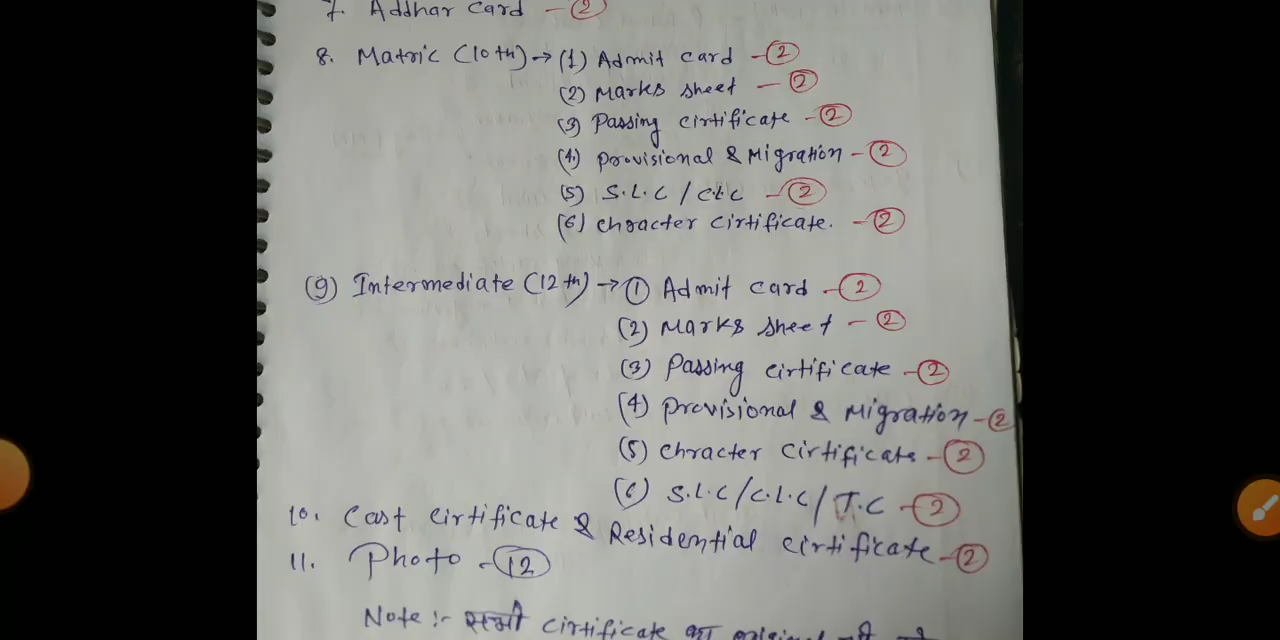 7. Addhar card - 2
8. Matric (10th) → (1) Admit card - 2
(2) Marks sheet - 2
(3) Passing cirtificate - 2
(4) Provisional & Migration - 2
(5) S.L.C / C.L.C - 2
(6) Chracter cirtificate. - 2
(9) Intermediate (12th) → 1 Admit card - 2
(2) Marks sheet - 2
(3) Passing cirtificate - 2
(4) Provisional & Migration - 2
(5) Chracter cirtificate - 2
(6) S.L.C / C.L.C / T.C - 2
10. Cast cirtificate & Residential cirtificate - 2
11. Photo - 12
Note :- सभी cirtificate का original